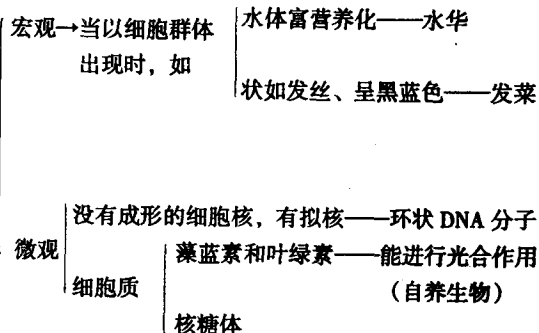 宏观→当以细胞群体
出现时，如
水体富营养化——水华
状如发丝、呈黑蓝色——发菜
微观
没有成形的细胞核，有拟核——环状 DNA 分子
细胞质
藻蓝素和叶绿素——能进行光合作用
（自养生物）
核糖体